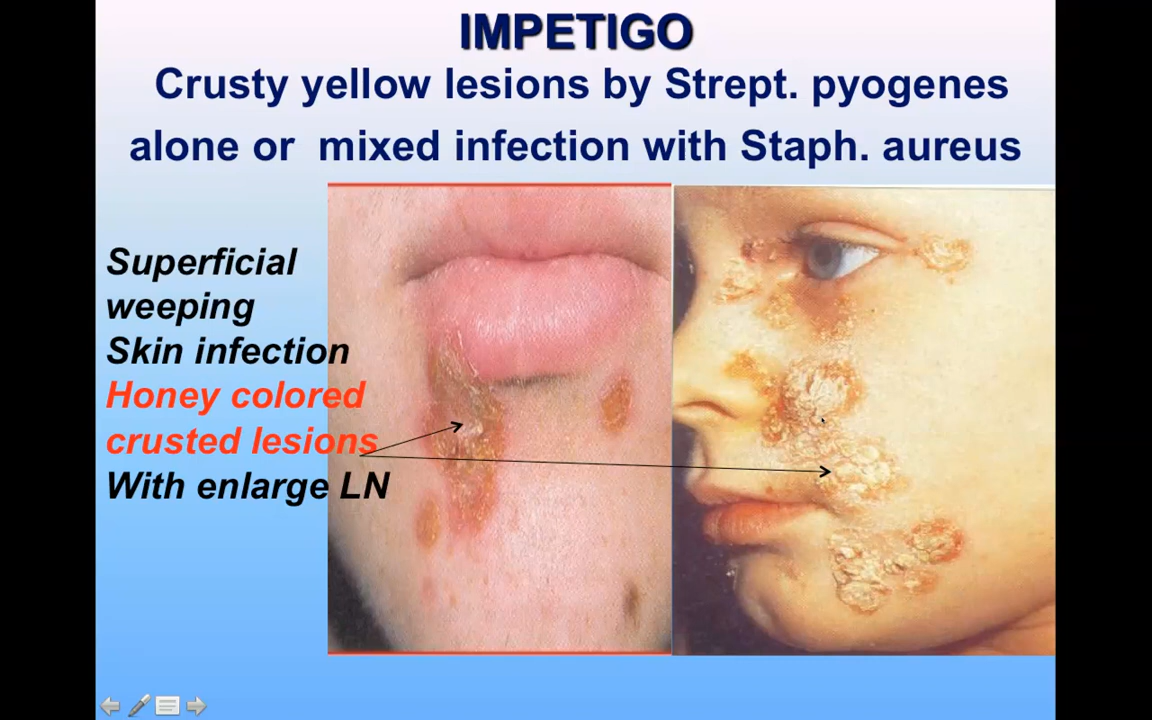 IMPETIGO
Crusty yellow lesions by Strept. pyogenes
alone or mixed infection with Staph. aureus
Superficial
weeping
Skin infection
Honey colored
crusted lesions
With enlarge LN